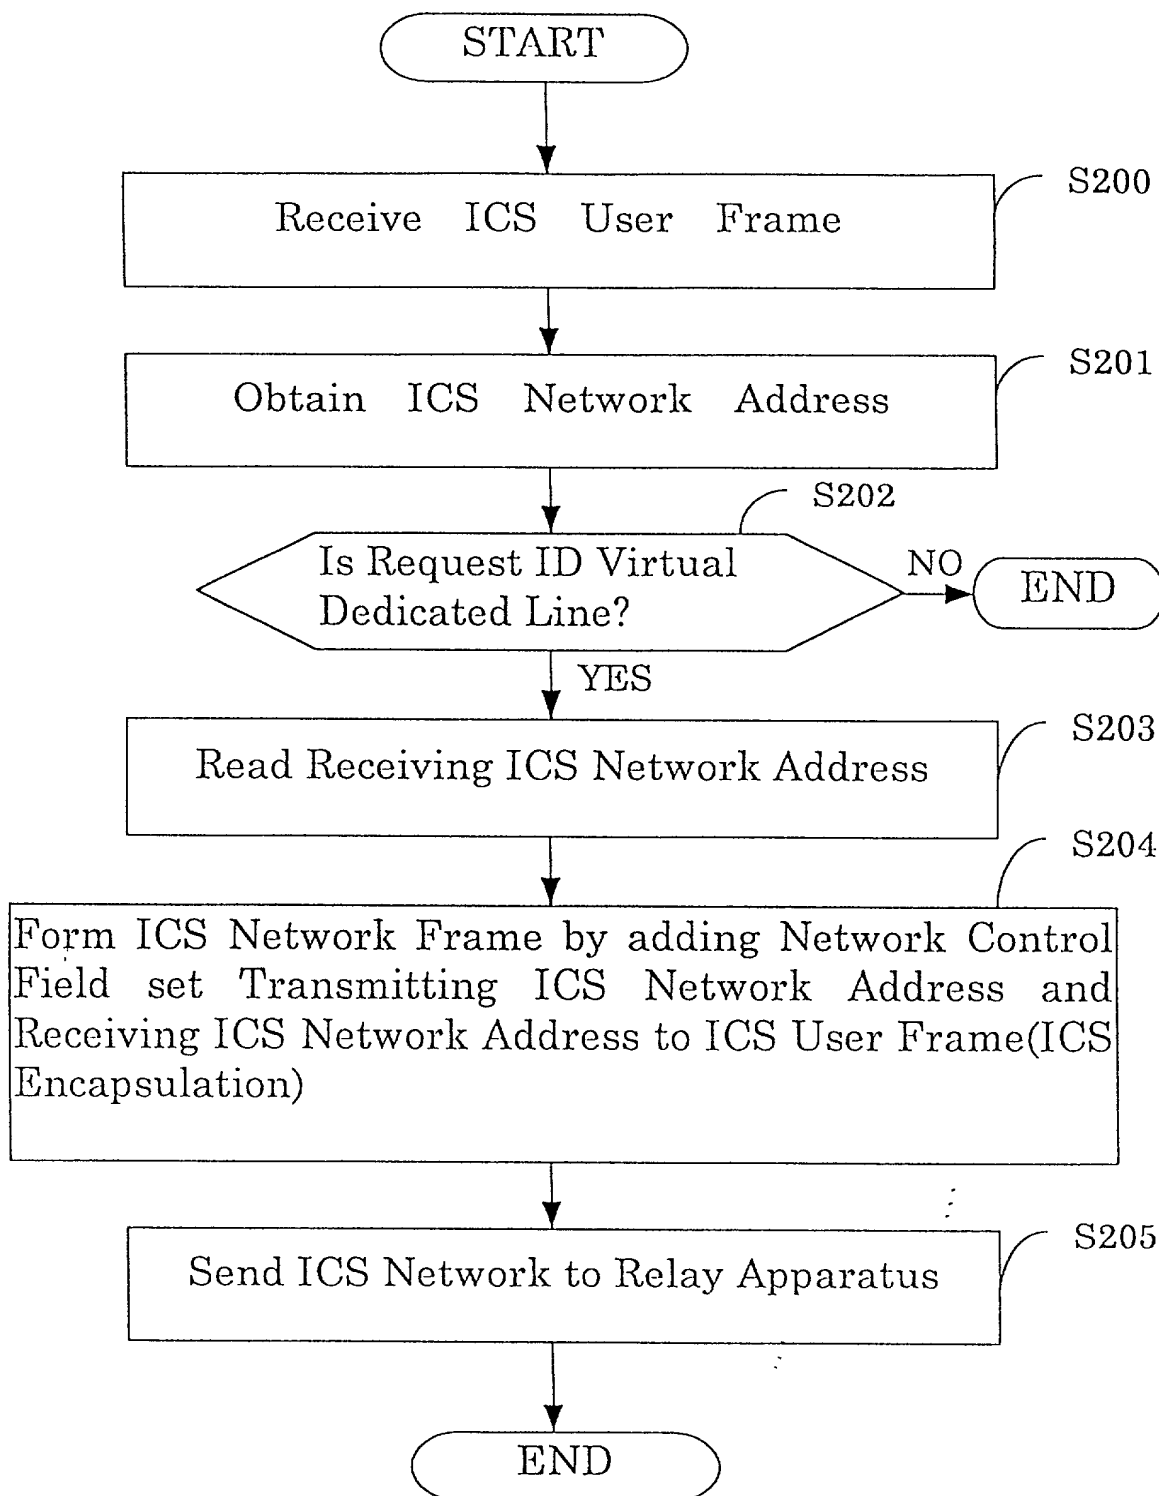 START
S200
Receive ICS User Frame
S201
Obtain ICS Network Address
S202
Is Request ID Virtual
Dedicated Line?
NO
END
YES
S203
Read Receiving ICS Network Address
S204
Form ICS Network Frame by adding Network Control
Field set Transmitting ICS Network Address and
Receiving ICS Network Address to ICS User Frame(ICS
Encapsulation)
S205
Send ICS Network to Relay Apparatus
END